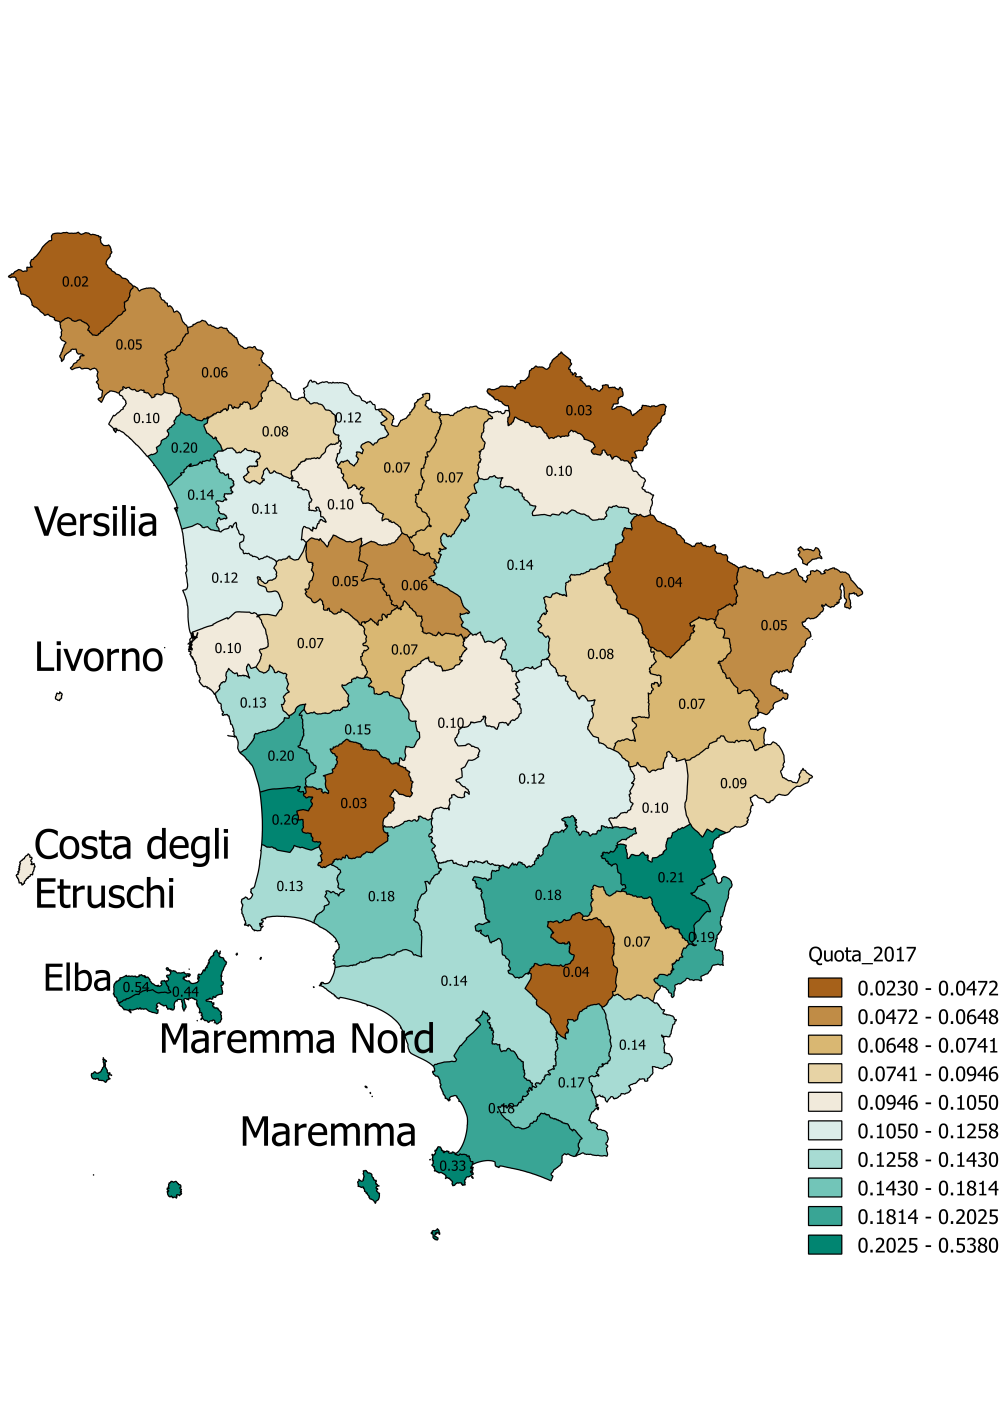 0.02
0.05
0.06
0.03
0.10
0.12
0.08
0.20
0.07
0.07
0.10
0.14
0.10
0.11
Versilia
0.14
0.12
0.05
0.06
0.04
0.05
0.07
0.10
0.07
0.08
Livorno
0.13
0.07
0.15
0.10
0.20
0.12
0.09
0.03
0.10
0.26
Costa degli
Etruschi
0.13
0.18
0.18
0.21
0.07
0.19
Quota_2017
0.04
Elba
0.54
0.44
0.14
0.0230 - 0.0472
0.0472 - 0.0648
Maremma Nord
0.14
0.0648 - 0.0741
0.0741 - 0.0946
0.17
0.18
0.0946 - 0.1050
Maremma
0.1050 - 0.1258
0.33
0.1258 - 0.1430
0.1430 - 0.1814
0.1814 - 0.2025
0.2025 - 0.5380